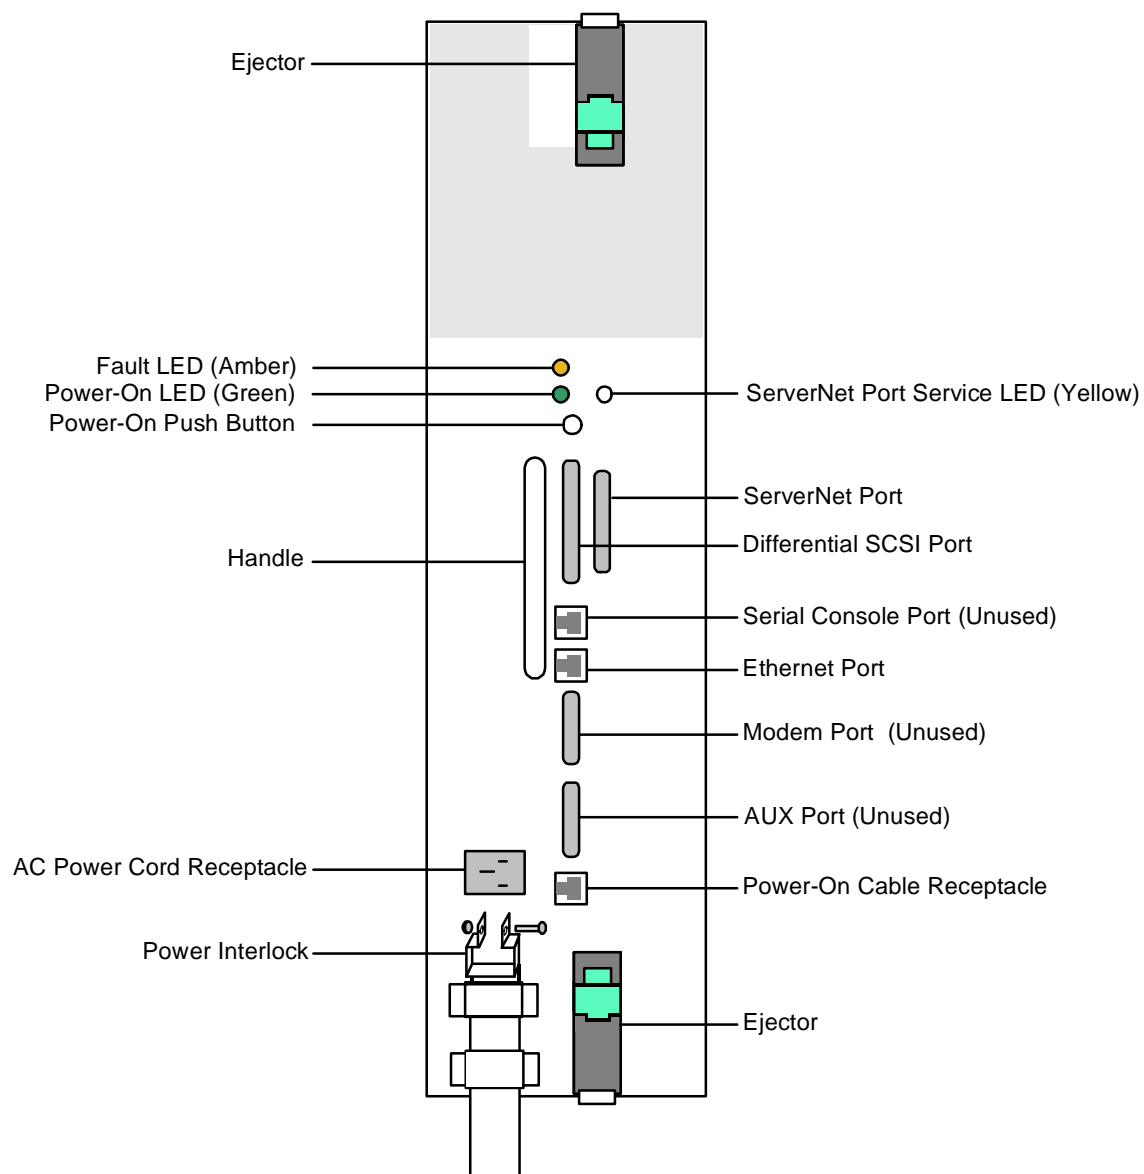 Ejector
Fault LED (Amber)
Power-On LED (Green)
ServerNet Port Service LED (Yellow)
Power-On Push Button
ServerNet Port
Differential SCSI Port
Handle
Serial Console Port (Unused)
Ethernet Port
Modem Port  (Unused)
AUX Port (Unused)
AC Power Cord Receptacle
Power-On Cable Receptacle
Power Interlock
Ejector